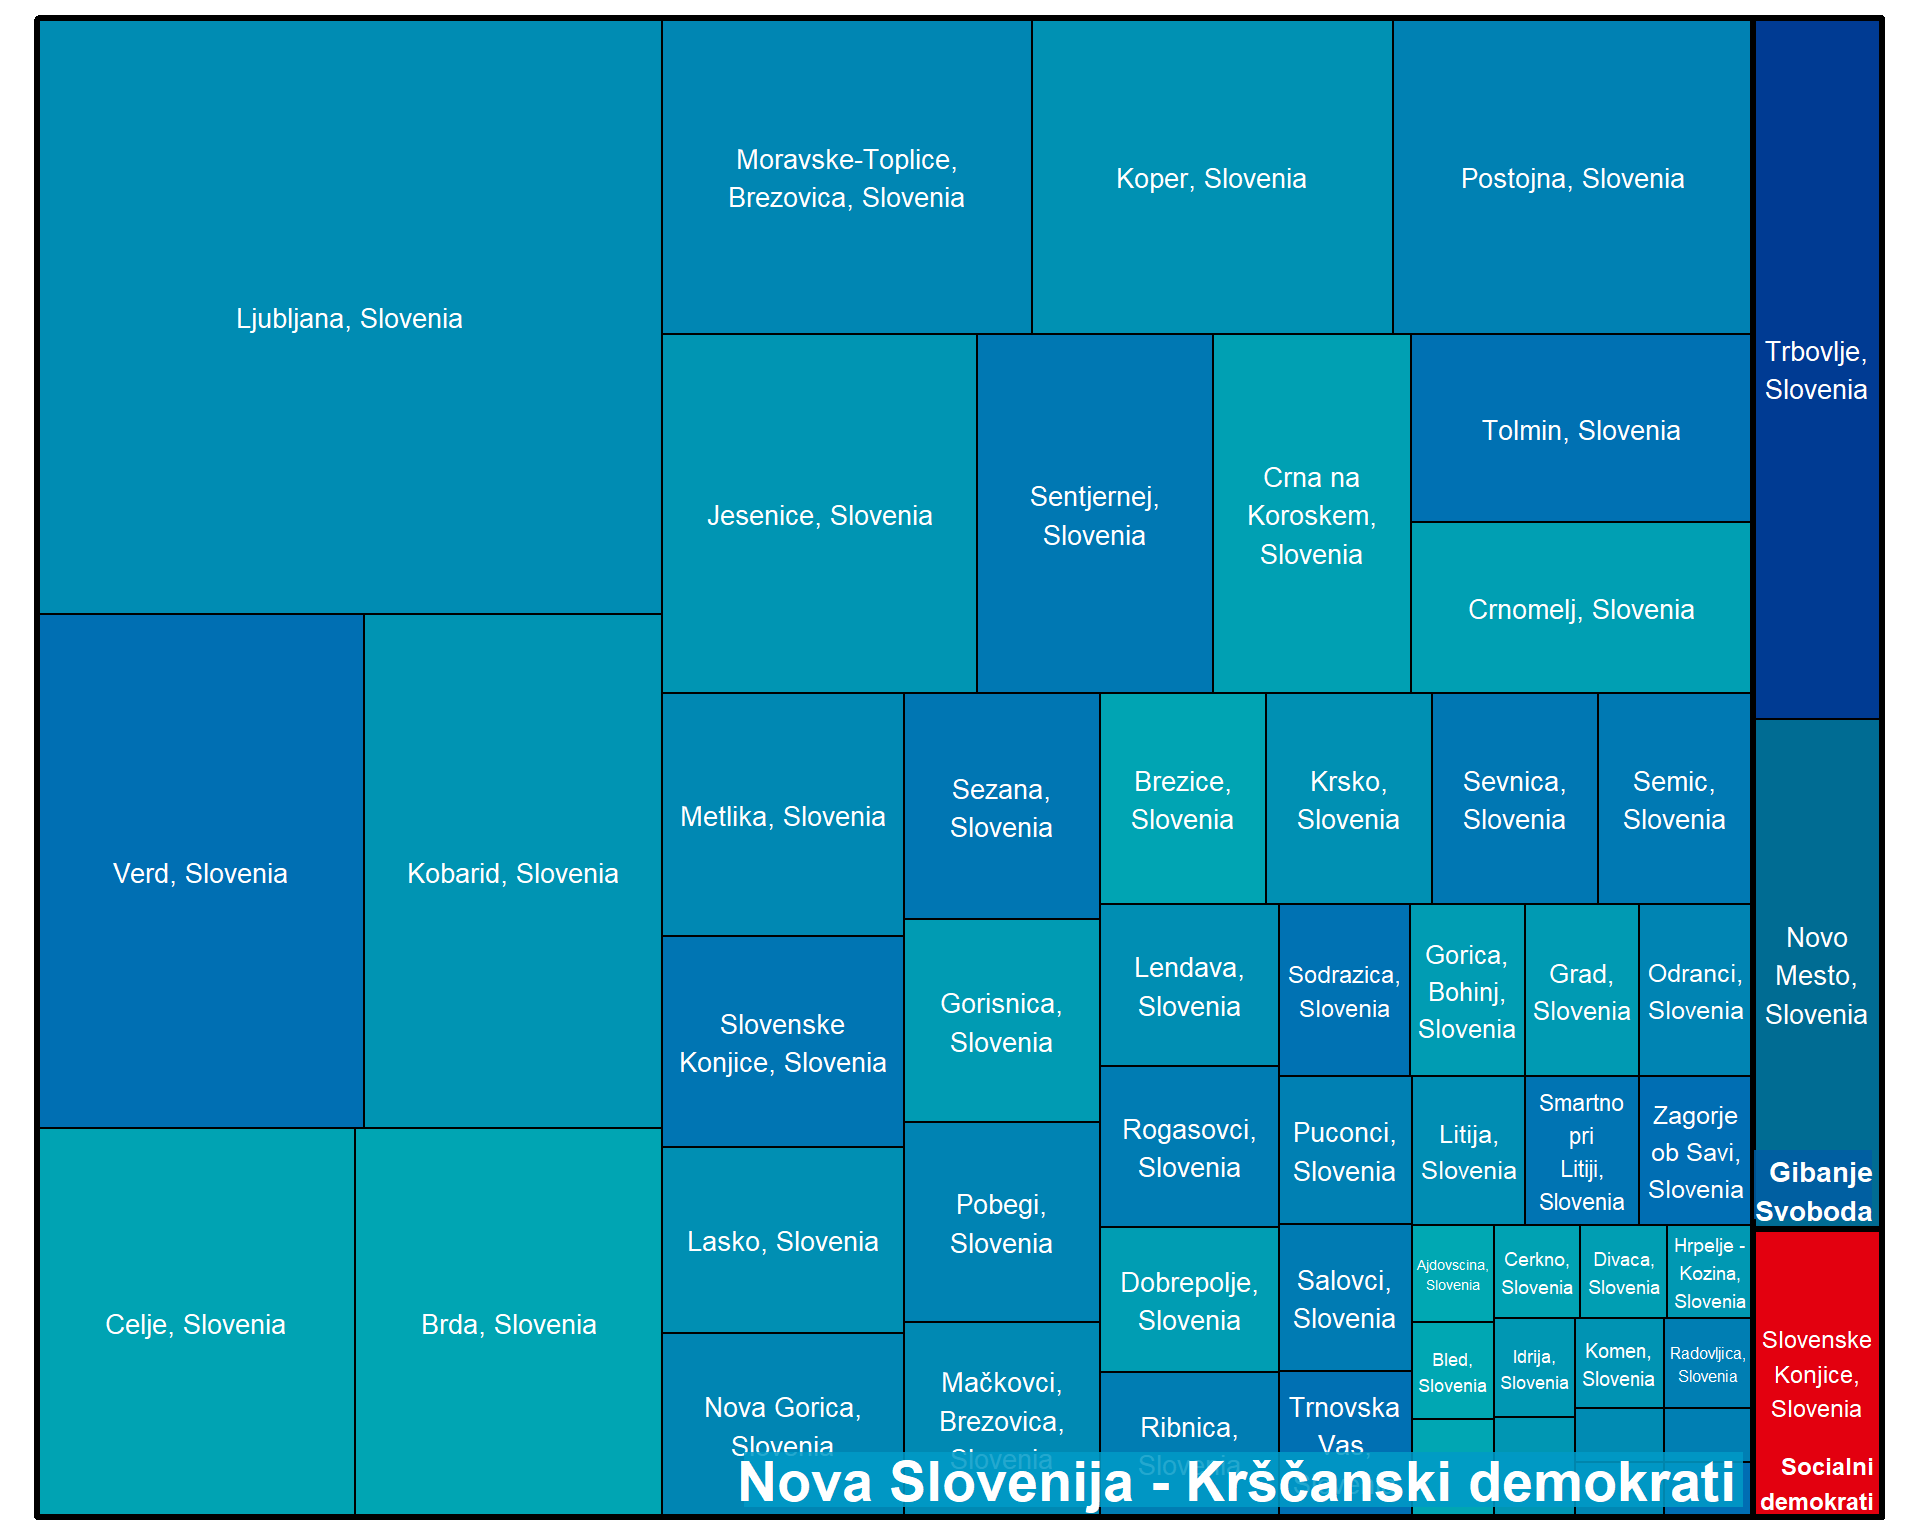 Ljubljana, Slovenia
Moravske-Toplice,
Brezovica, Slovenia
Koper, Slovenia
Postojna, Slovenia
Trbovlje,
Slovenia
Jesenice, Slovenia
Sentjernej,
Slovenia
Crna na
Koroskem,
Slovenia
Tolmin, Slovenia
Crnomelj, Slovenia
Verd, Slovenia
Kobarid, Slovenia
Metlika, Slovenia
Sezana,
Slovenia
Brezice,
Slovenia
Krsko,
Slovenia
Sevnica,
Slovenia
Semic,
Slovenia
Novo
Mesto,
Slovenia
Slovenske
Konjice, Slovenia
Gorisnica,
Slovenia
Lendava,
Slovenia
Sodrazica,
Slovenia
Gorica,
Bohinj,
Slovenia
Grad,
Slovenia
Odranci,
Slovenia
Rogasovci,
Slovenia
Puconci,
Slovenia
Litija,
Slovenia
Smartno
pri
Litiji,
Slovenia
Zagorje
ob Savi,
Slovenia
Gibanje
Svoboda
Celje, Slovenia
Brda, Slovenia
Lasko, Slovenia
Pobegi,
Slovenia
Dobrepolje,
Slovenia
Salovci,
Slovenia
Ajdovscina,
Slovenia
Cerkno,
Slovenia
Divaca,
Slovenia
Hrpelje -
Kozina,
Slovenia
Bled,
Slovenia
Idrija,
Slovenia
Komen,
Slovenia
Radovljica,
Slovenia
Slovenske
Konjice,
Slovenia
Nova Gorica,
Slovenia
Mačkovci,
Brezovica,
Slovenia
Ribnica,
Slovenia
Trnovska
Vas,
Slovenia
Nova Slovenija - Krščanski demokrati
Socialni
demokrati